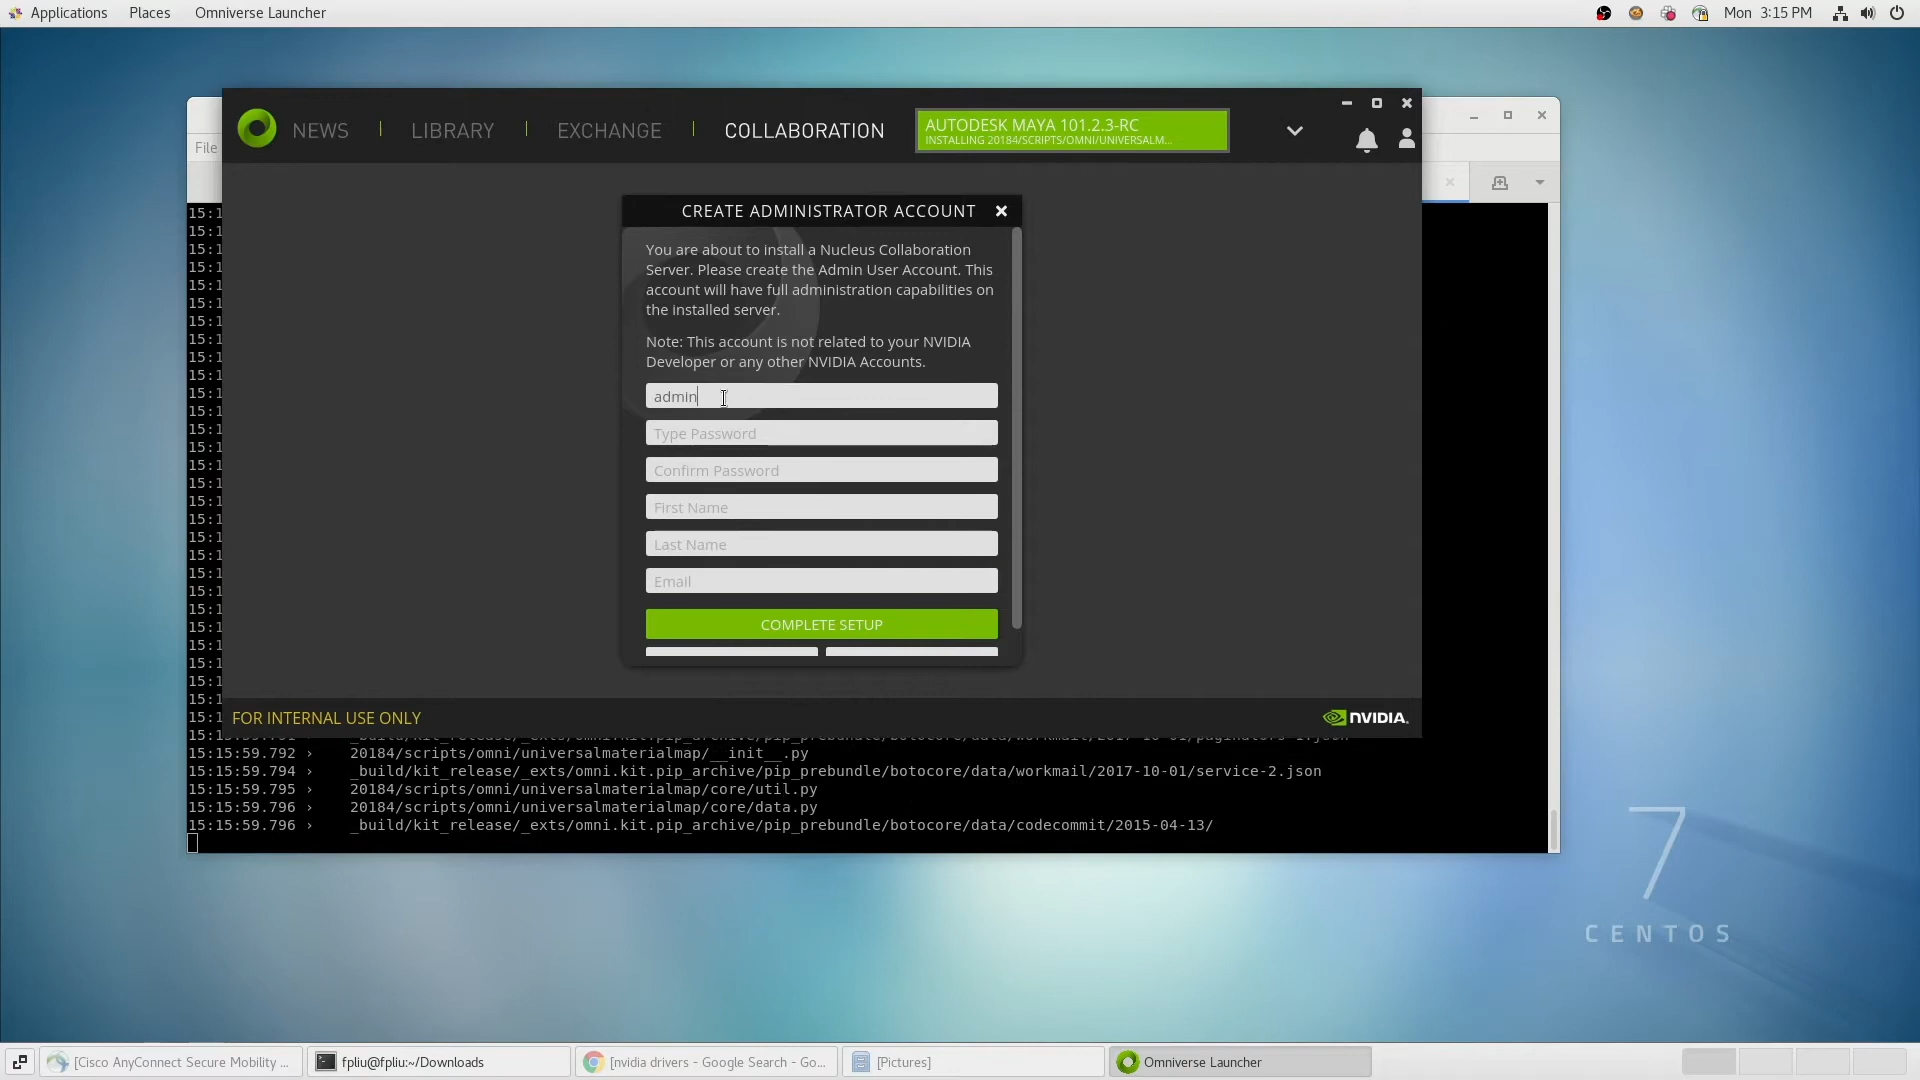 Applications Places Omniverse Launcher Mon 3:15 PM
NEWS LIBRARY EXCHANGE COLLABORATION
AUTODESK MAYA 101.2.3-RC
INSTALLING 20184/SCRIPTS/OMNI/UNIVERSALM...
File
CREATE ADMINISTRATOR ACCOUNT
You are about to install a Nucleus Collaboration
Server. Please create the Admin User Account. This
account will have full administration capabilities on
the installed server.
Note: This account is not related to your NVIDIA
Developer or any other NVIDIA Accounts.
admin
Type Password
Confirm Password
First Name
Last Name
Email
COMPLETE SETUP
FOR INTERNAL USE ONLY
NVIDIA.
15:15:59.792 › 20184/scripts/omni/universalmaterialmap/__init__.py
15:15:59.794 › _build/kit_release/_exts/omni.kit.pip_archive/pip_prebundle/botocore/data/workmail/2017-10-01/service-2.json
15:15:59.795 › 20184/scripts/omni/universalmaterialmap/core/util.py
15:15:59.796 › 20184/scripts/omni/universalmaterialmap/core/data.py
15:15:59.796 › _build/kit_release/_exts/omni.kit.pip_archive/pip_prebundle/botocore/data/codecommit/2015-04-13/
7
CENTOS
[Cisco AnyConnect Secure Mobility ... fpliu@fpliu:~/Downloads [nvidia drivers - Google Search - Go... [Pictures] Omniverse Launcher